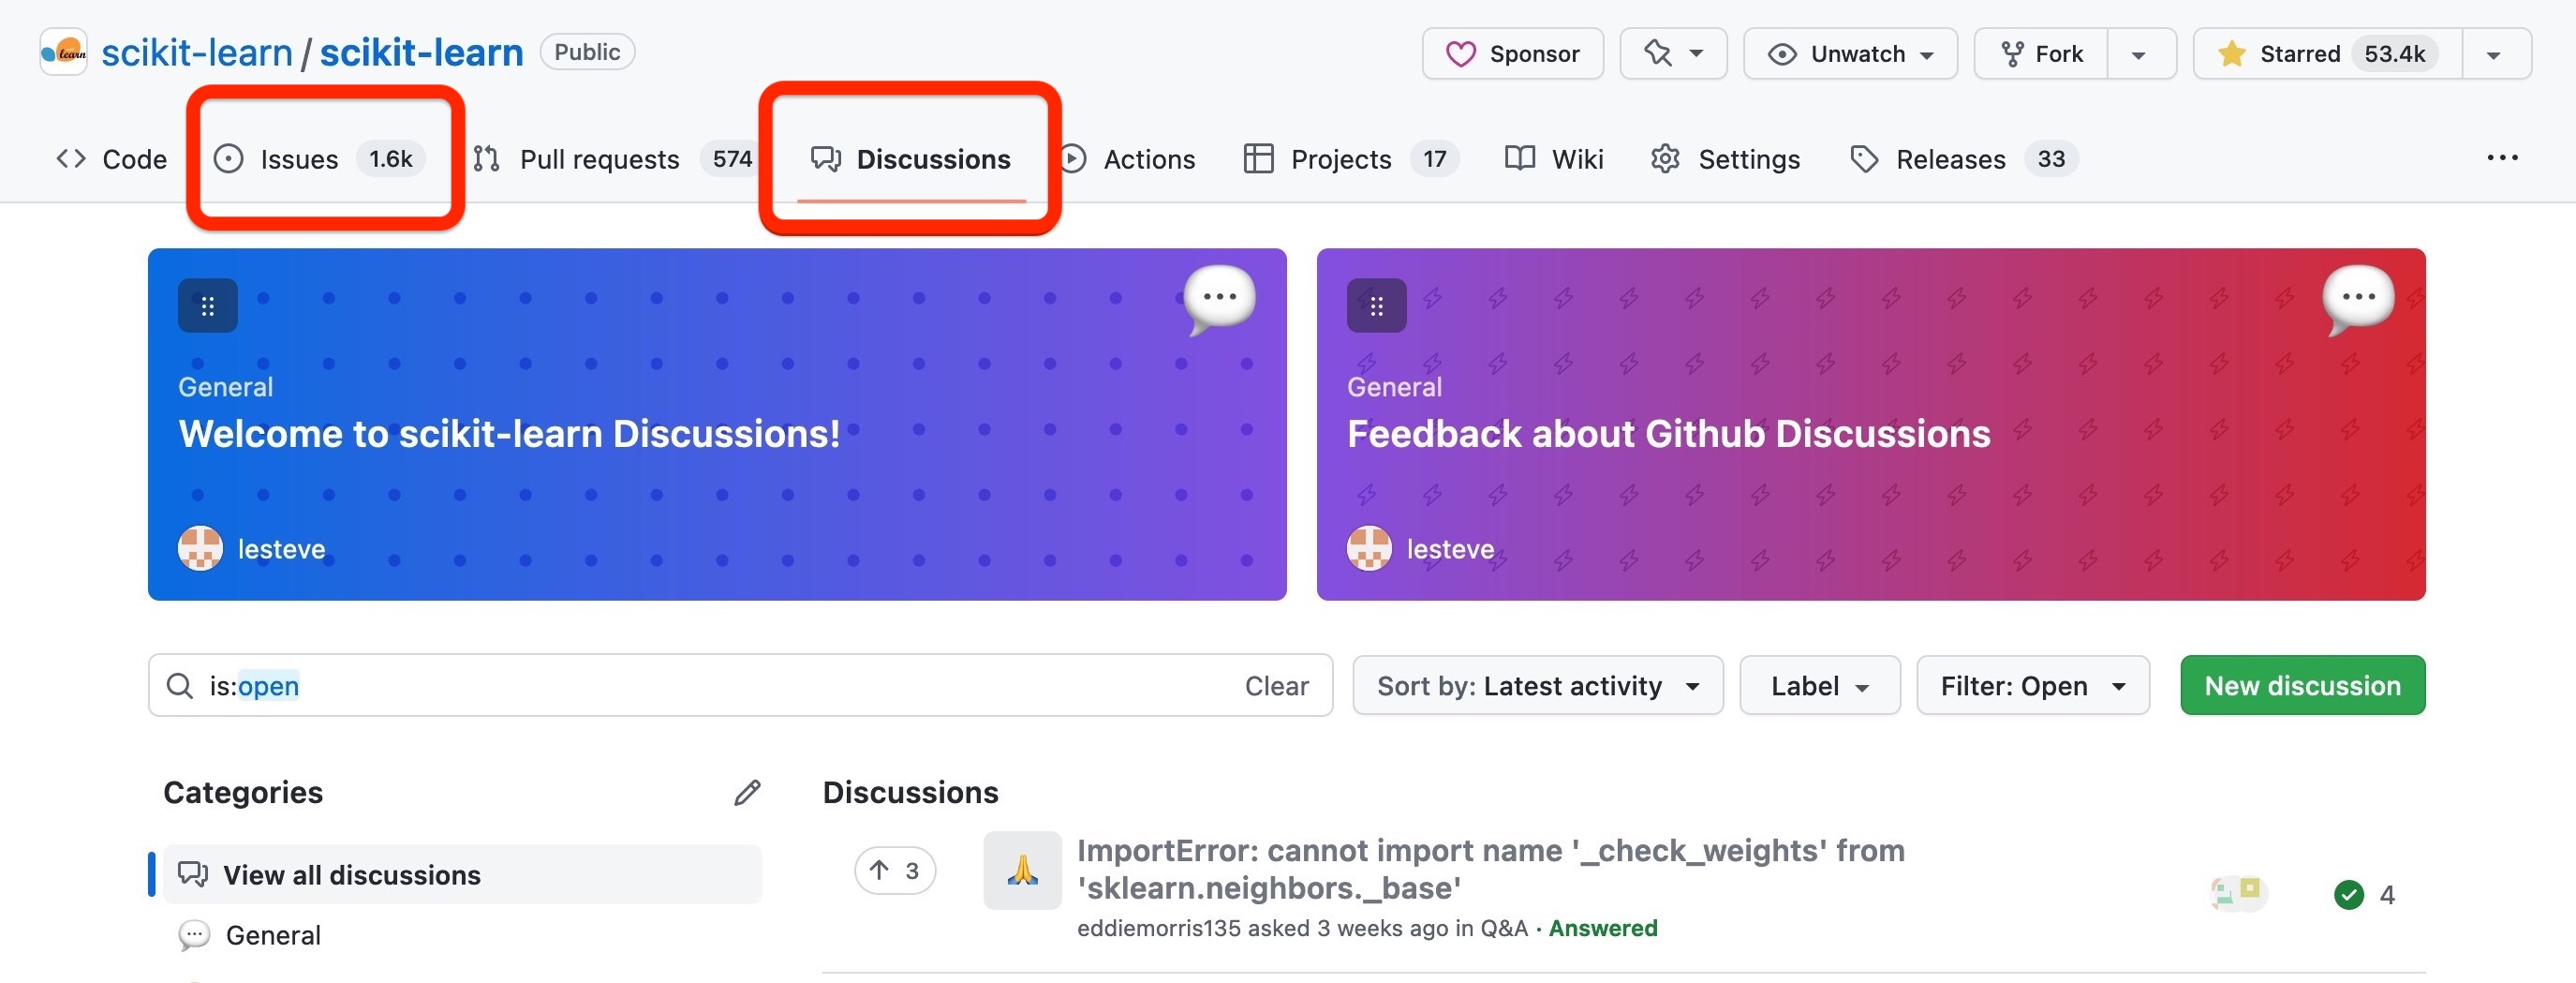 learn scikit-learn / scikit-learn Public Sponsor Unwatch Fork Starred 53.4k
Code Issues 1.6k Pull requests 574 Discussions Actions Projects 17 Wiki Settings Releases 33
General
Welcome to scikit-learn Discussions!
lesteve
General
Feedback about Github Discussions
lesteve
is:open Clear Sort by: Latest activity Label Filter: Open New discussion
Categories
View all discussions
General
Discussions
3
ImportError: cannot import name '_check_weights' from
'sklearn.neighbors._base'
eddiemorris135 asked 3 weeks ago in Q&A · Answered
4